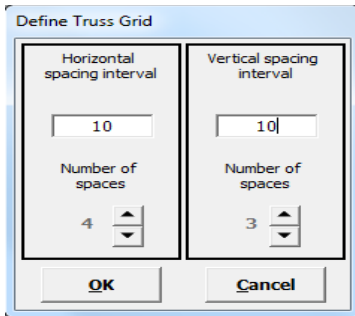 Define Truss Grid
Horizontal
spacing interval
10
Number of
spaces
4
Vertical spacing
interval
10
Number of
spaces
3
OK
Cancel